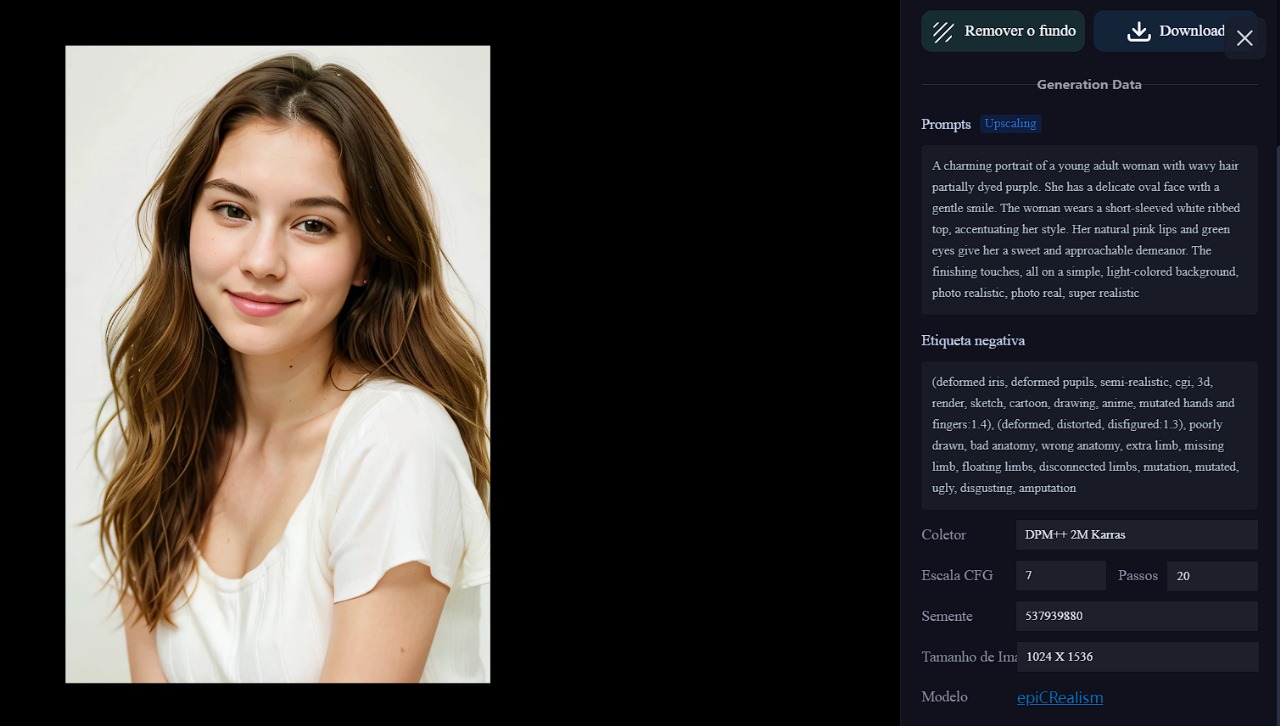 Remover o fundo
Download
Generation Data
Prompts Upscaling
A charming portrait of a young adult woman with wavy hair
partially dyed purple. She has a delicate oval face with a
gentle smile. The woman wears a short-sleeved white ribbed
top, accentuating her style. Her natural pink lips and green
eyes give her a sweet and approachable demeanor. The
finishing touches, all on a simple, light-colored background,
photo realistic, photo real, super realistic
Etiqueta negativa
(deformed iris, deformed pupils, semi-realistic, cgi, 3d,
render, sketch, cartoon, drawing, anime, mutated hands and
fingers:1.4), (deformed, distorted, disfigured:1.3), poorly
drawn, bad anatomy, wrong anatomy, extra limb, missing
limb, floating limbs, disconnected limbs, mutation, mutated,
ugly, disgusting, amputation
Coletor DPM++ 2M Karras
Escala CFG 7 Passos 20
Semente 537939880
Tamanho de Ima 1024 X 1536
Modelo epiCRealism